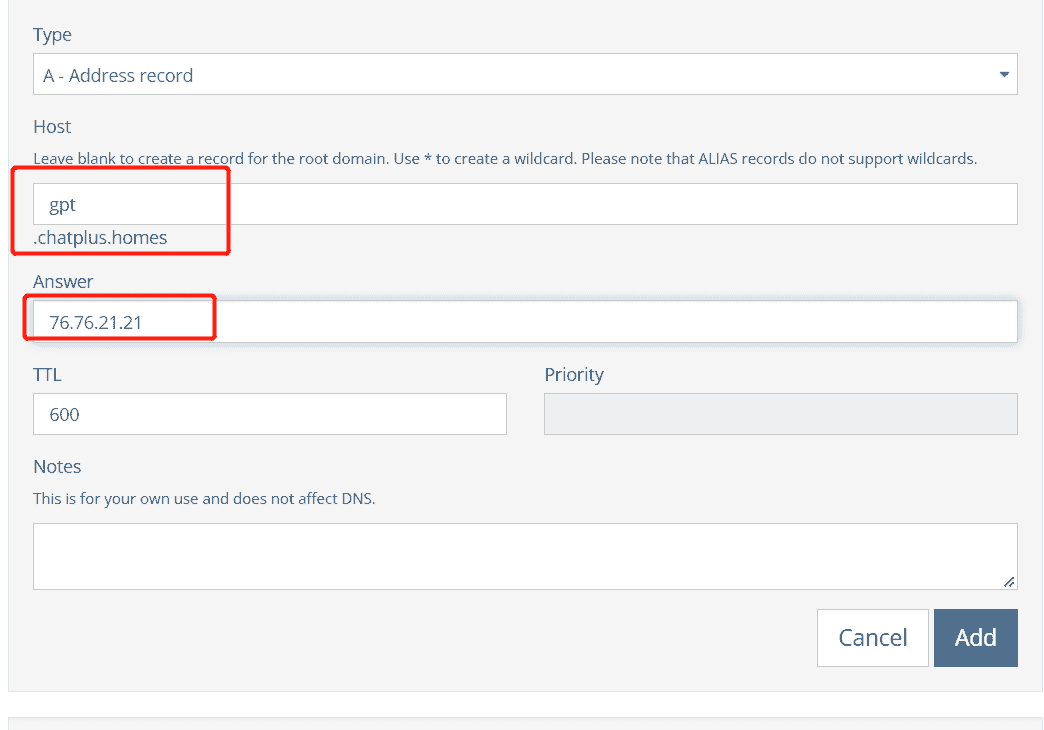 Type
A - Address record
Host
Leave blank to create a record for the root domain. Use * to create a wildcard. Please note that ALIAS records do not support wildcards.
gpt
.chatplus.homes
Answer
76.76.21.21
TTL
Priority
600
Notes
This is for your own use and does not affect DNS.
Cancel
Add